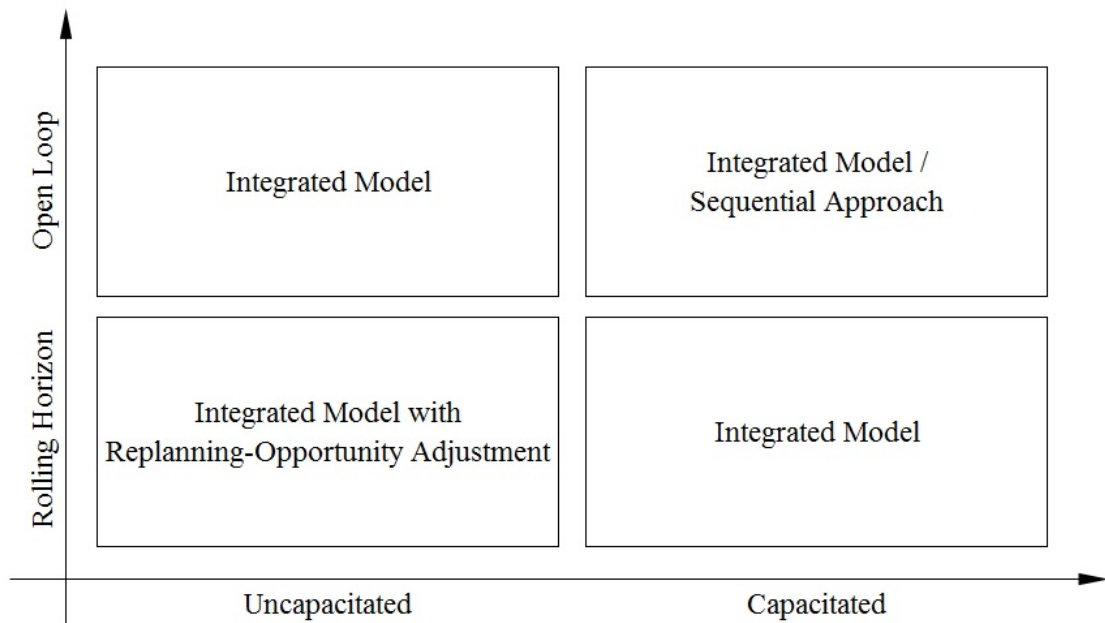 Open Loop
Integrated Model
Integrated Model /
Sequential Approach
Rolling Horizon
Integrated Model with
Replanning-Opportunity Adjustment
Integrated Model
Uncapacitated
Capacitated